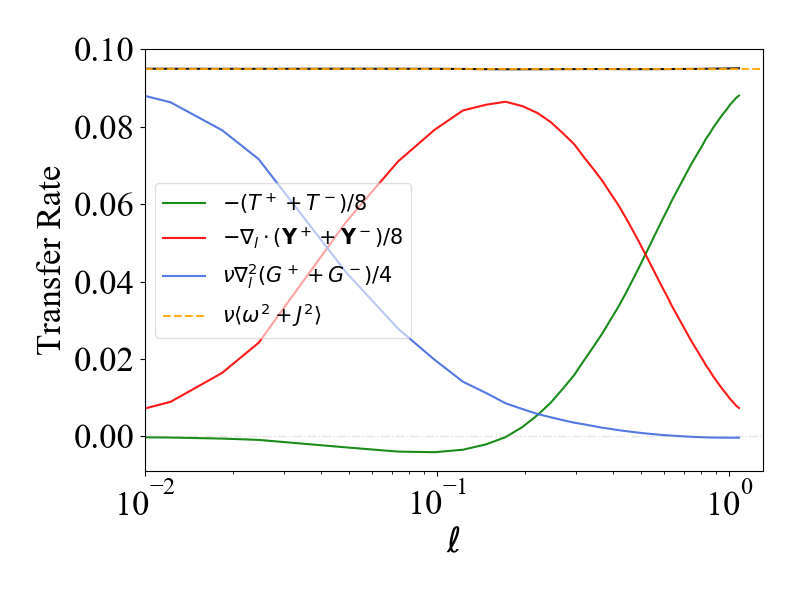 0.10
0.08
0.06
0.04
0.02
0.00
Transfer Rate
−(T⁺ + T⁻)/8
−∇ₗ · (𝐘⁺ + 𝐘⁻)/8
ν∇ₗ²(G⁺ + G⁻)/4
ν⟨ω² + J²⟩
10⁻² 10⁻¹ 10⁰
ℓ